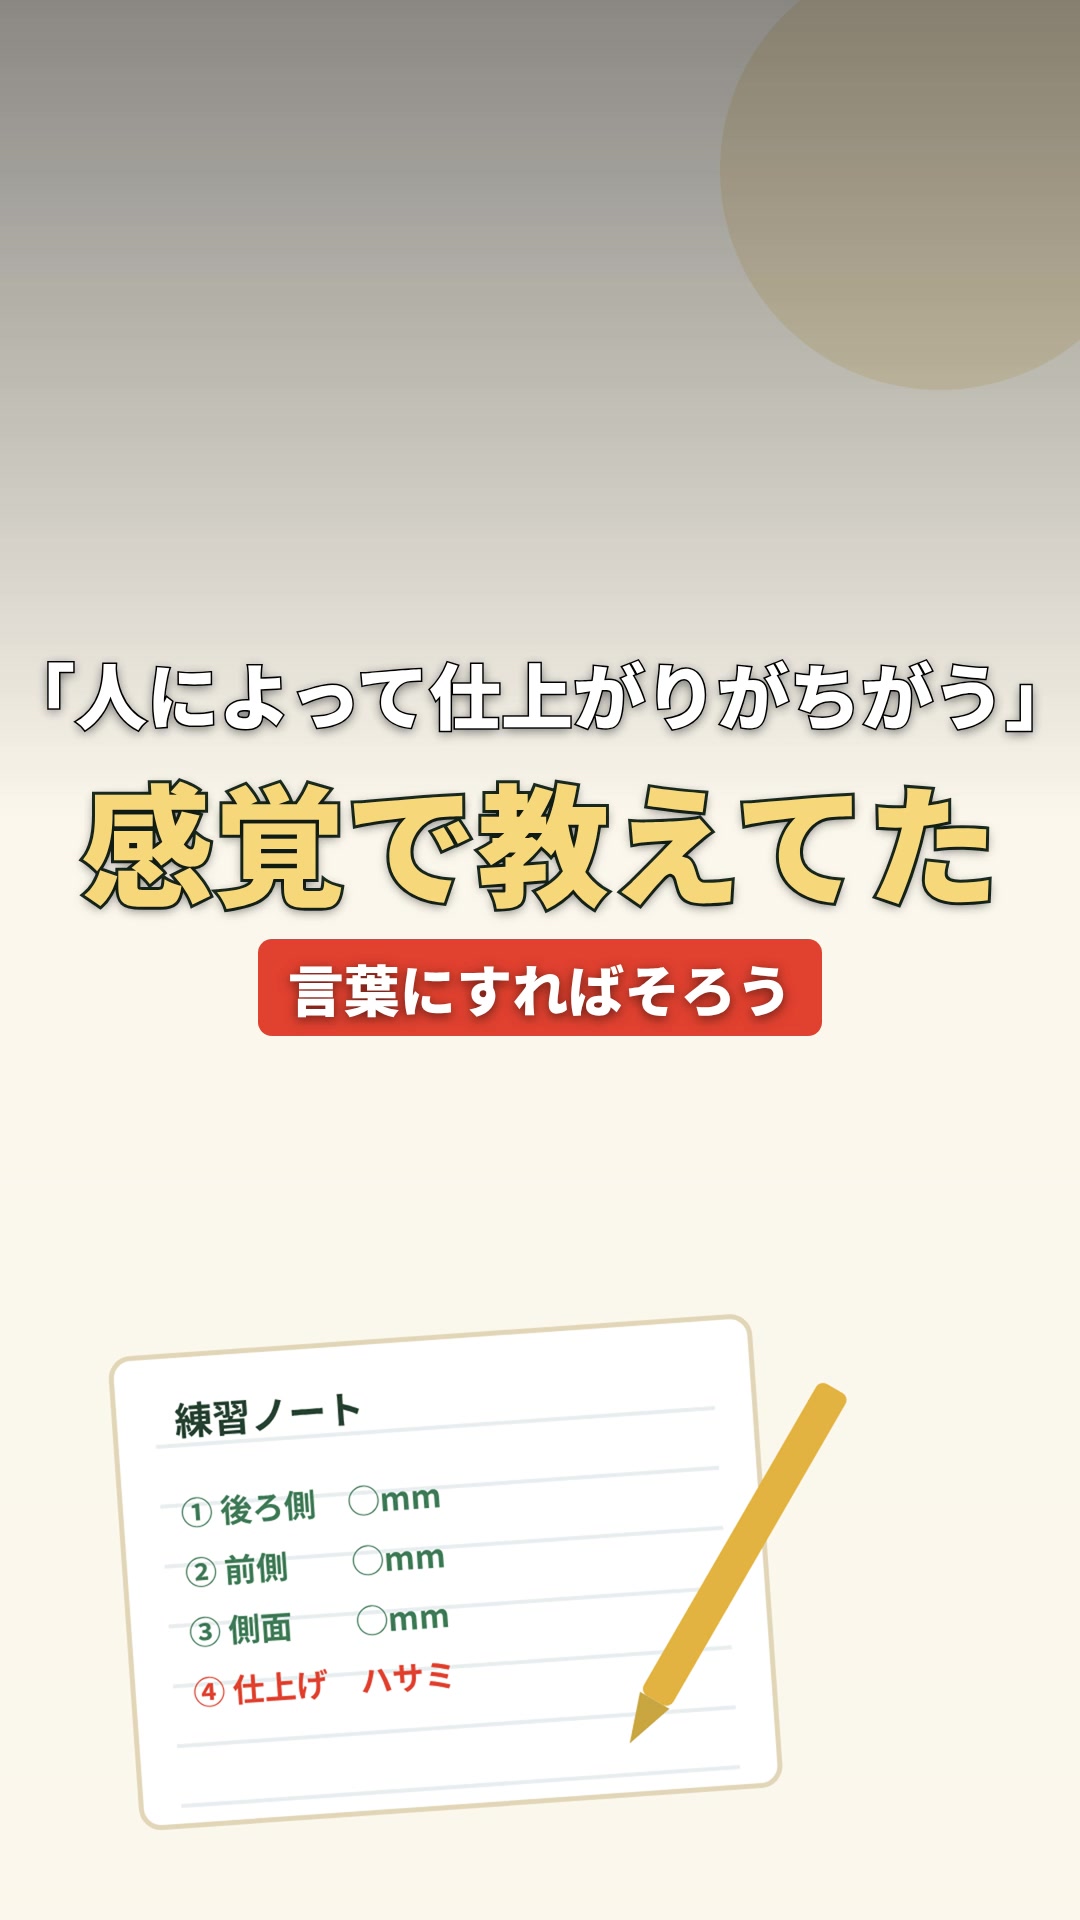 「人によって仕上がりがちがう」
感覚で教えてた
言葉にすればそろう
練習ノート
① 後ろ側　〇mm
② 前側　　〇mm
③ 側面　　〇mm
④ 仕上げ　ハサミ